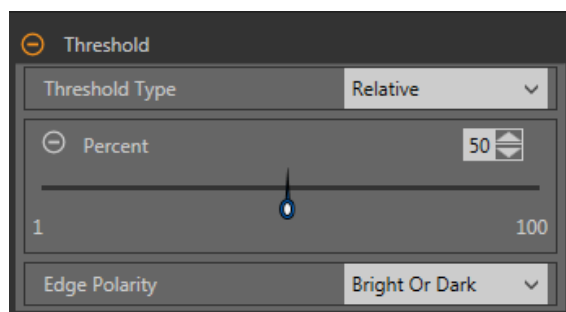 Threshold
Threshold Type Relative
Percent 50
1 100
Edge Polarity Bright Or Dark